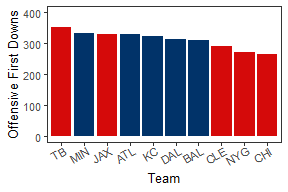 Offensive First Downs
400
300
200
100
0
TB MIN JAX ATL KC DAL BAL CLE NYG CHI
Team